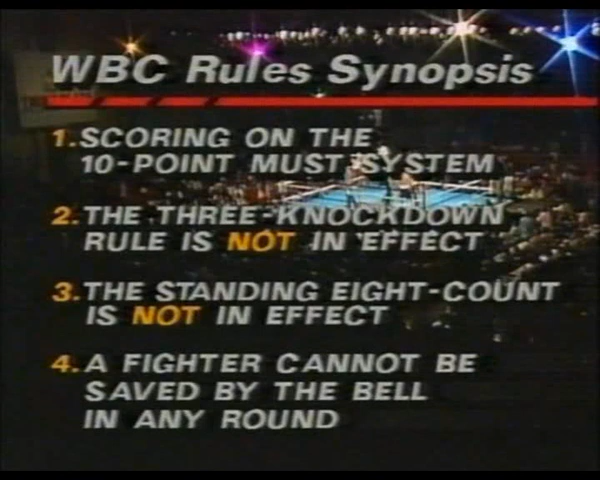 WBC Rules Synopsis
1. SCORING ON THE
10-POINT MUST SYSTEM
2. THE THREE-KNOCKDOWN
RULE IS NOT IN EFFECT
3. THE STANDING EIGHT-COUNT
IS NOT IN EFFECT
4. A FIGHTER CANNOT BE
SAVED BY THE BELL
IN ANY ROUND